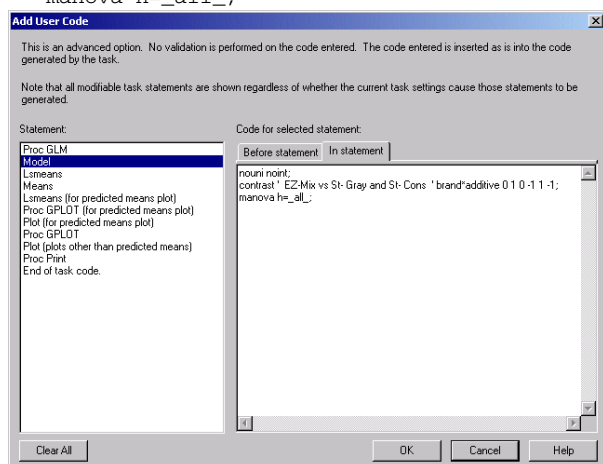 manova h=_all_;
Add User Code
This is an advanced option. No validation is performed on the code entered. The code entered is inserted as is into the code
generated by the task.
Note that all modifiable task statements are shown regardless of whether the current task settings cause those statements to be
generated.
Statement:
Code for selected statement:
Proc GLM
Model
Lsmeans
Means
Lsmeans (for predicted means plot)
Proc GPLOT (for predicted means plot)
Plot (for predicted means plot)
Proc GPLOT
Plot (plots other than predicted means)
Proc Print
End of task code.
Before statement
In statement
nouni noint;
contrast ' EZ-Mix vs St- Gray and St- Cons ' brand*additive 0 1 0 -1 1 -1;
manova h=_all_;
Clear All
OK
Cancel
Help